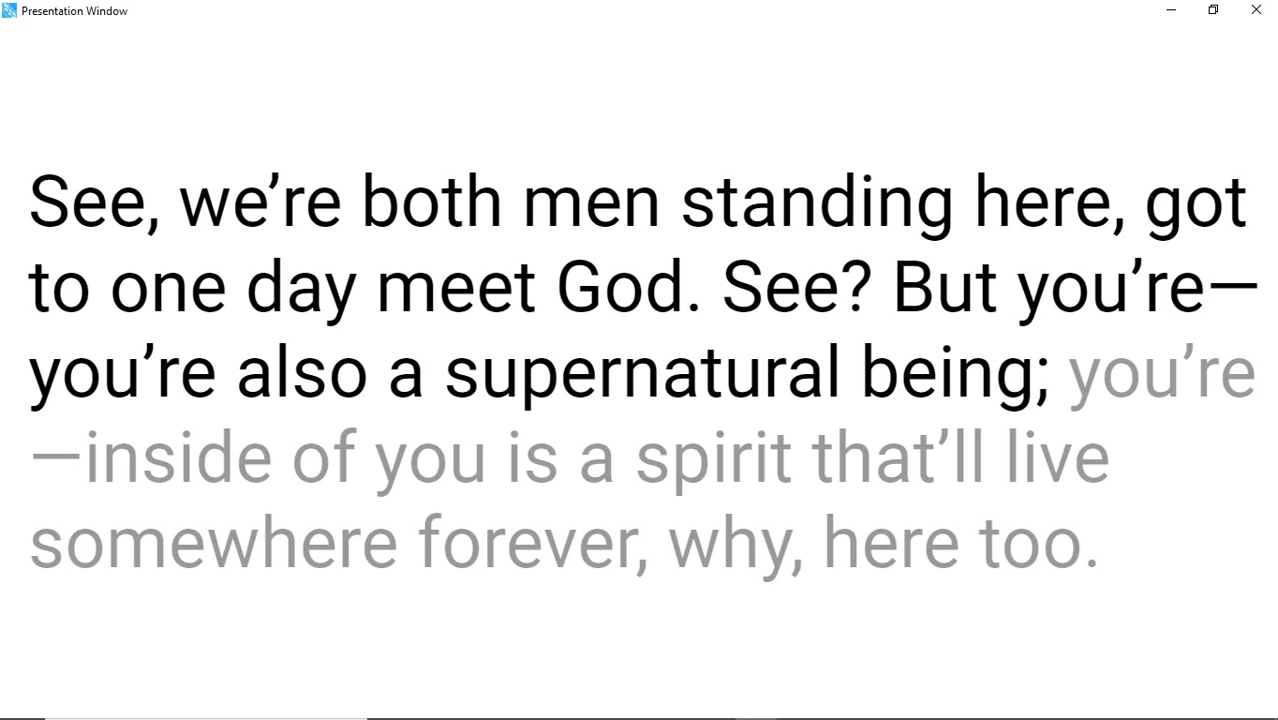 Presentation Window
See, we’re both men standing here, got
to one day meet God. See? But you’re—
you’re also a supernatural being; you’re
—inside of you is a spirit that’ll live
somewhere forever, why, here too.